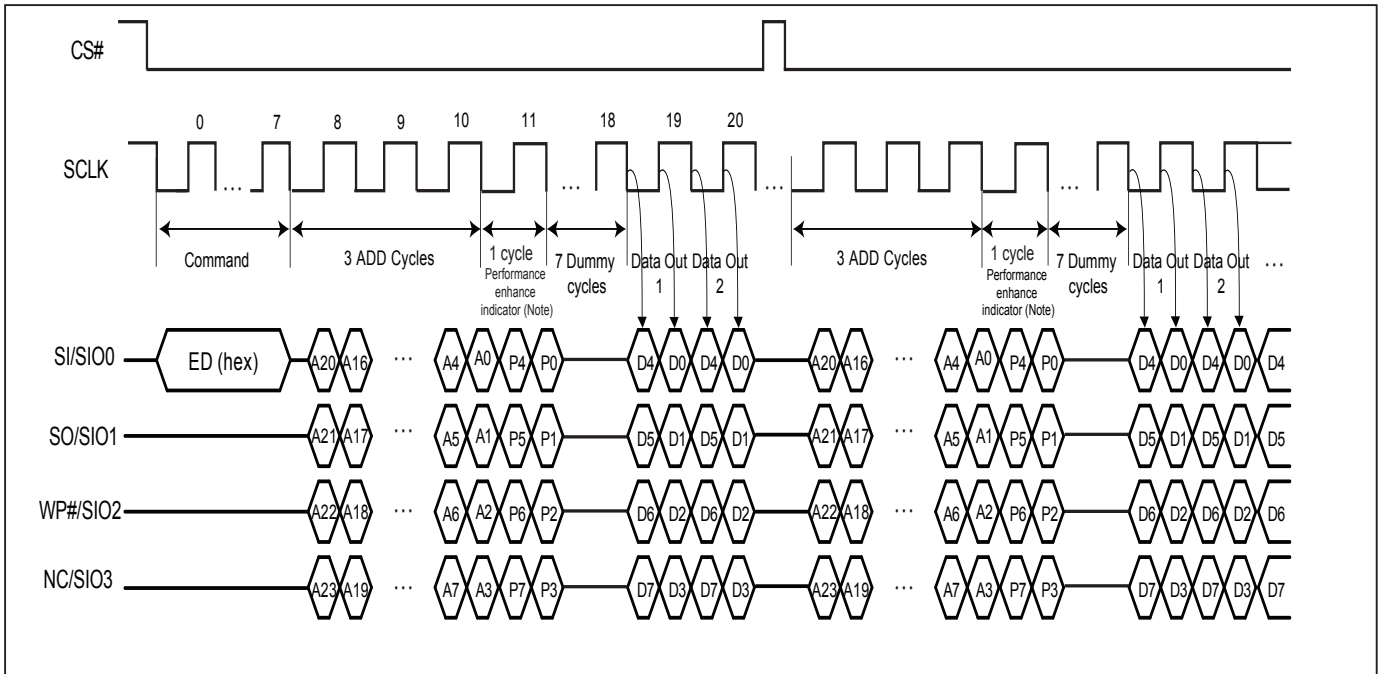 CS#
0 7 8 9 10 11 18 19 20
SCLK
... ... ... ...
Command
3 ADD Cycles
1 cycle
Performance
enhance
indicator (Note)
7 Dummy
cycles
Data Out
1
Data Out
2
3 ADD Cycles
1 cycle
Performance
enhance
indicator (Note)
7 Dummy
cycles
Data Out
1
Data Out
2
...
SI/SIO0 ED (hex) A20 A16 ... A4 A0 P4 P0 D4 D0 D4 D0 A20 A16 ... A4 A0 P4 P0 D4 D0 D4 D0 D4
SO/SIO1 A21 A17 ... A5 A1 P5 P1 D5 D1 D5 D1 A21 A17 ... A5 A1 P5 P1 D5 D1 D5 D1 D5
WP#/SIO2 A22 A18 ... A6 A2 P6 P2 D6 D2 D6 D2 A22 A18 ... A6 A2 P6 P2 D6 D2 D6 D2 D6
NC/SIO3 A23 A19 ... A7 A3 P7 P3 D7 D3 D7 D3 A23 A19 ... A7 A3 P7 P3 D7 D3 D7 D3 D7